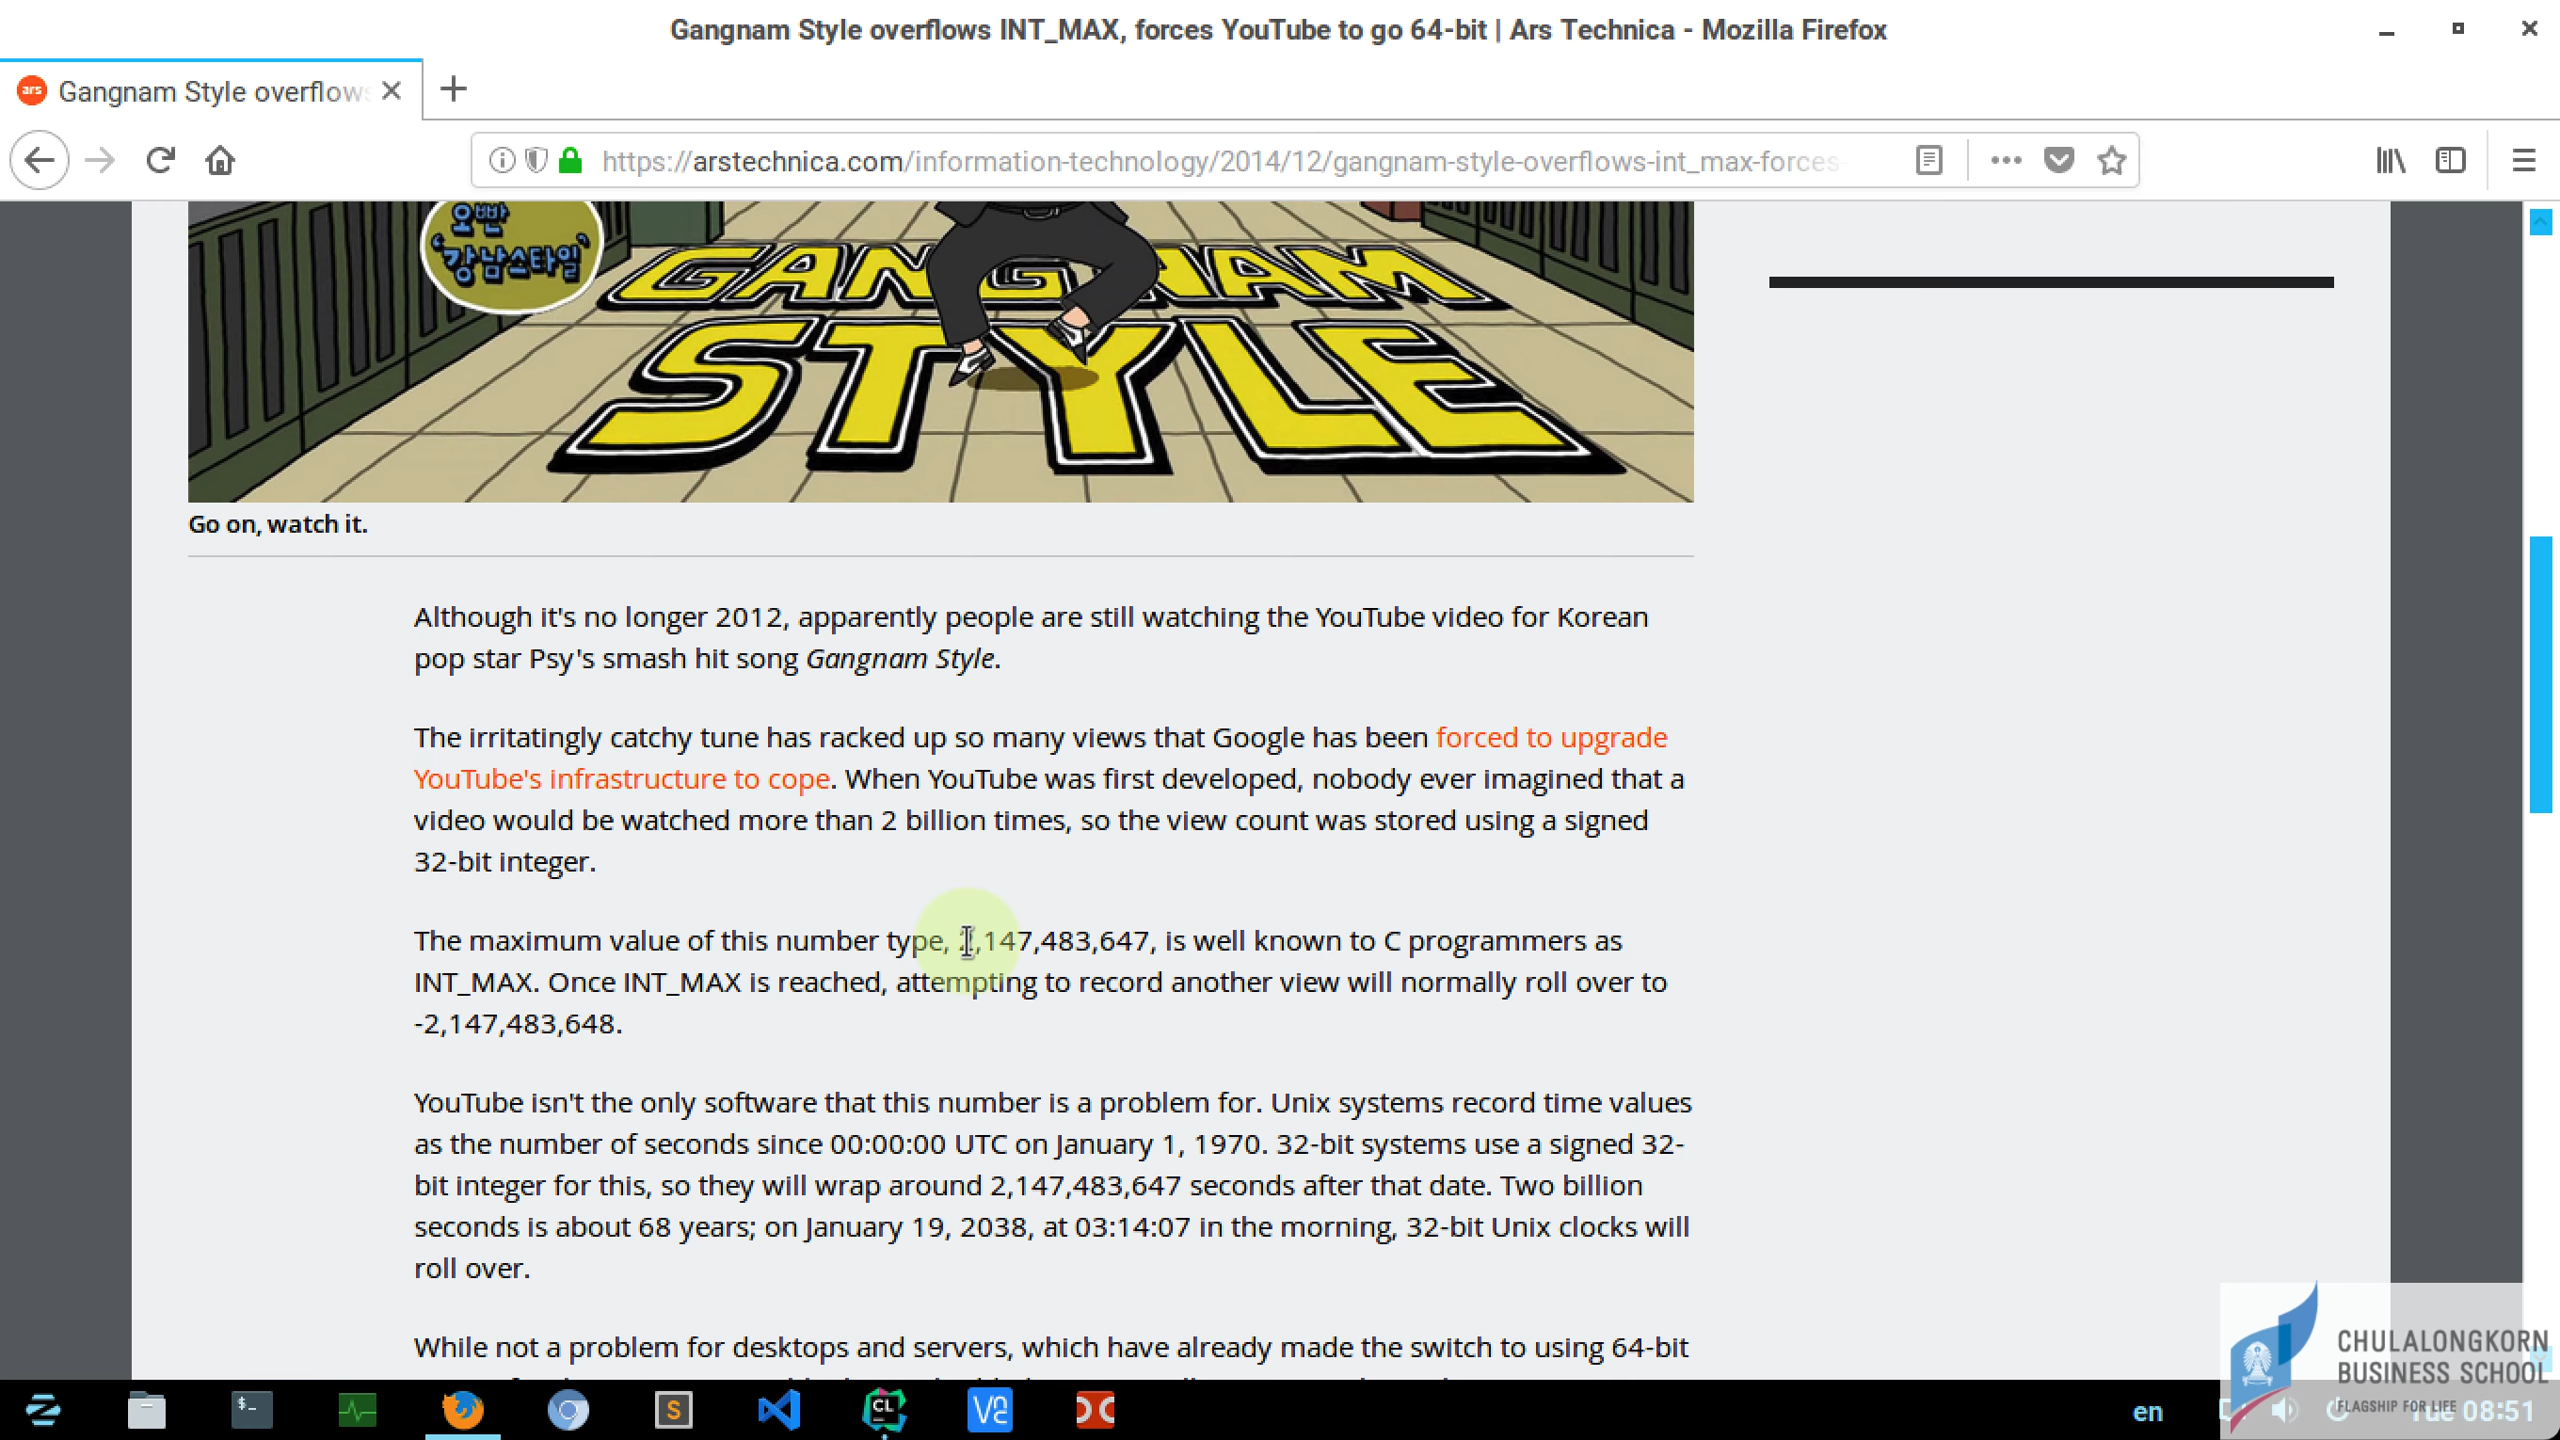 Gangnam Style overflows INT_MAX, forces YouTube to go 64-bit | Ars Technica - Mozilla Firefox
ars Gangnam Style overflows
https://arstechnica.com/information-technology/2014/12/gangnam-style-overflows-int_max-forces-
오빤
'강남스타일'
GANGNAM
STYLE
Go on, watch it.
Although it's no longer 2012, apparently people are still watching the YouTube video for Korean
pop star Psy's smash hit song Gangnam Style.
The irritatingly catchy tune has racked up so many views that Google has been forced to upgrade
YouTube's infrastructure to cope. When YouTube was first developed, nobody ever imagined that a
video would be watched more than 2 billion times, so the view count was stored using a signed
32-bit integer.
The maximum value of this number type, 2,147,483,647, is well known to C programmers as
INT_MAX. Once INT_MAX is reached, attempting to record another view will normally roll over to
-2,147,483,648.
YouTube isn't the only software that this number is a problem for. Unix systems record time values
as the number of seconds since 00:00:00 UTC on January 1, 1970. 32-bit systems use a signed 32-
bit integer for this, so they will wrap around 2,147,483,647 seconds after that date. Two billion
seconds is about 68 years; on January 19, 2038, at 03:14:07 in the morning, 32-bit Unix clocks will
roll over.
While not a problem for desktops and servers, which have already made the switch to using 64-bit
CHULALONGKORN
BUSINESS SCHOOL
FLAGSHIP FOR LIFE
$_ S CL V2 en Tue 08:51